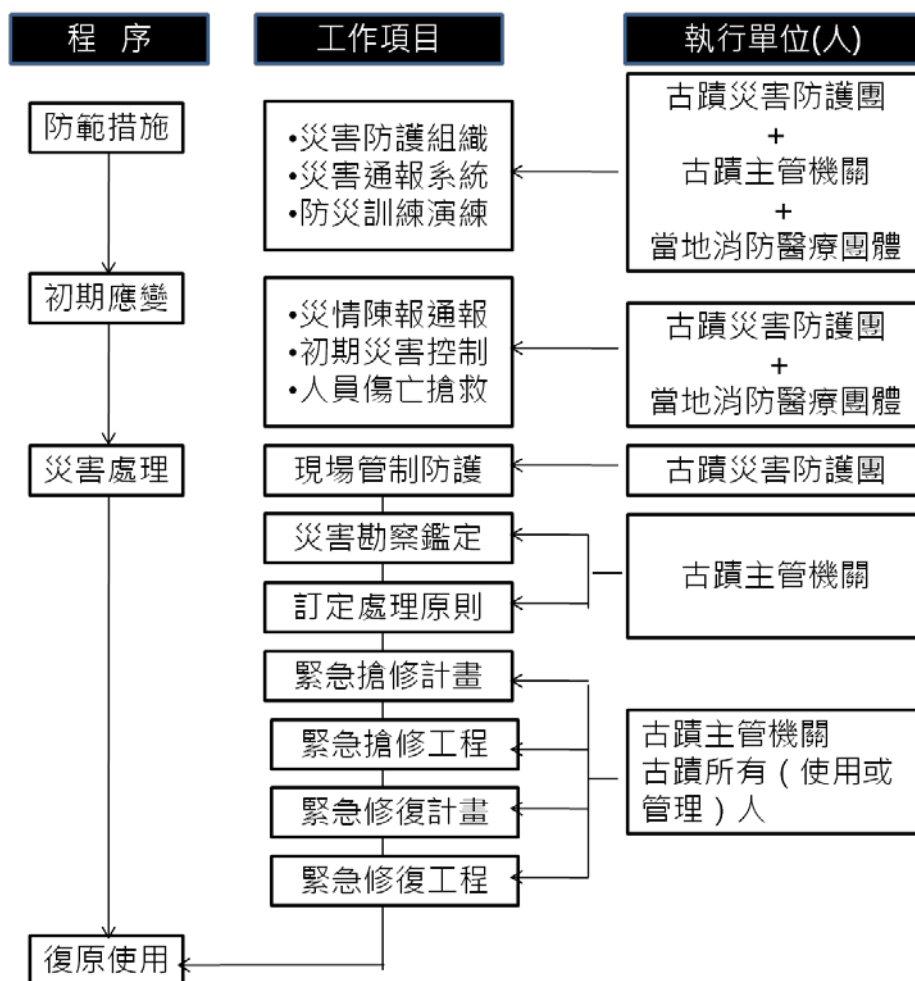 程 序
工作項目
執行單位(人)
防範措施
•災害防護組織
•災害通報系統
•防災訓練演練
古蹟災害防護團
+
古蹟主管機關
+
當地消防醫療團體
初期應變
•災情陳報通報
•初期災害控制
•人員傷亡搶救
古蹟災害防護團
+
當地消防醫療團體
災害處理
現場管制防護
古蹟災害防護團
災害勘察鑑定
訂定處理原則
古蹟主管機關
緊急搶修計畫
緊急搶修工程
緊急修復計畫
緊急修復工程
古蹟主管機關
古蹟所有（使用或
管理）人
復原使用